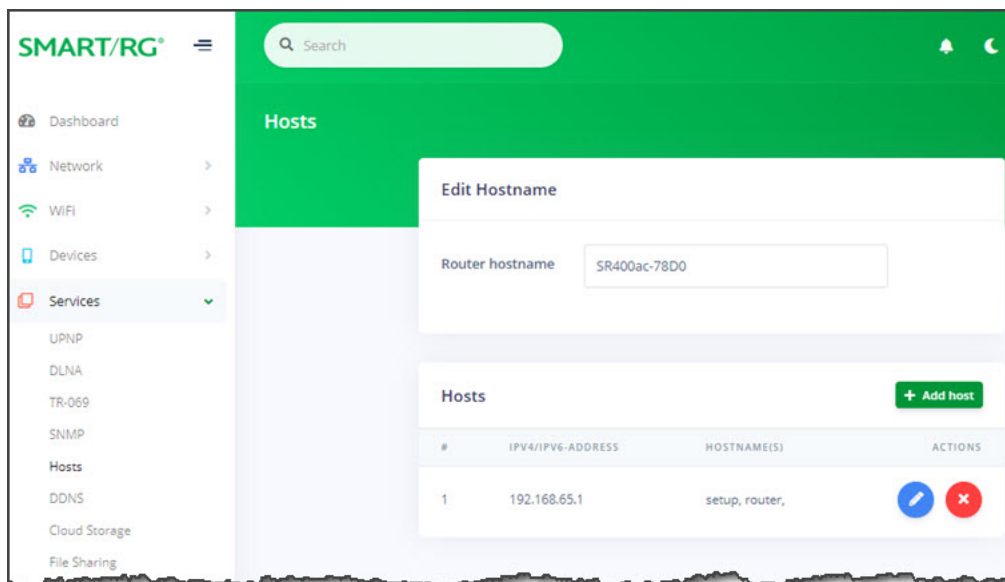 SMART/RG®
Search
Dashboard
Network
WiFi
Devices
Services
UPNP
DLNA
TR-069
SNMP
Hosts
DDNS
Cloud Storage
File Sharing
Hosts
Edit Hostname
Router hostname SR400ac-78D0
Hosts + Add host
# IPV4/IPV6-ADDRESS HOSTNAME(S) ACTIONS
1 192.168.65.1 setup, router,